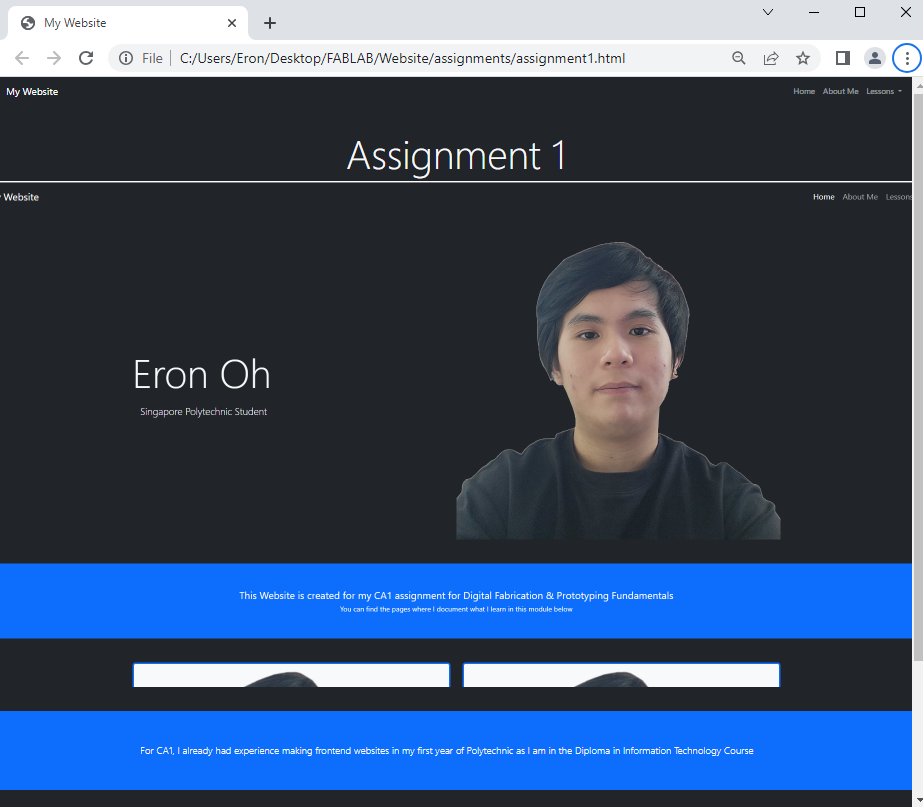 My Website
File C:/Users/Eron/Desktop/FABLAB/Website/assignments/assignment1.html
My Website Home About Me Lessons
Assignment 1
Website Home About Me Lessons
Eron Oh
Singapore Polytechnic Student
This Website is created for my CA1 assignment for Digital Fabrication & Prototyping Fundamentals
You can find the pages where I document what I learn in this module below
For CA1, I already had experience making frontend websites in my first year of Polytechnic as I am in the Diploma in Information Technology Course